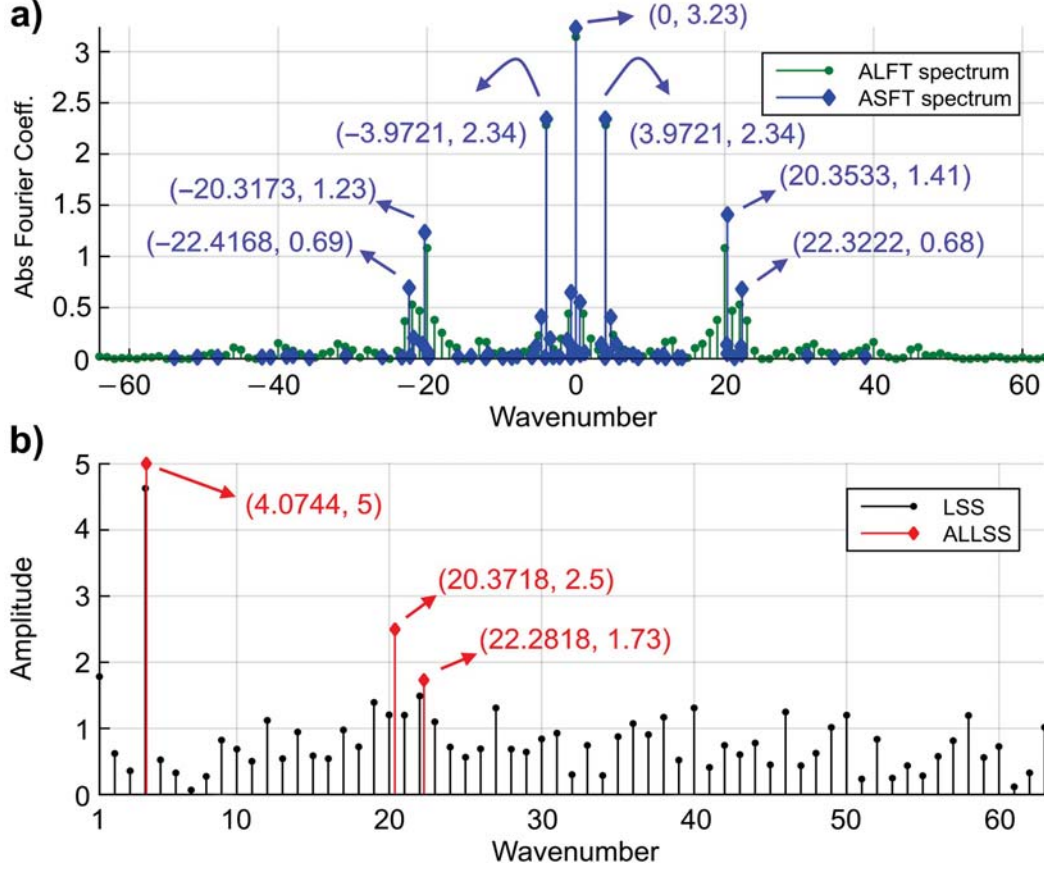 a)
(0, 3.23)
3
2.5
2
1.5
1
0.5
0
Abs Fourier Coeff.
ALFT spectrum
ASFT spectrum
(−3.9721, 2.34)
(3.9721, 2.34)
(−20.3173, 1.23)
(20.3533, 1.41)
(−22.4168, 0.69)
(22.3222, 0.68)
−60 −40 −20 0 20 40 60
Wavenumber
b)
5
4
3
2
1
0
Amplitude
LSS
ALLSS
(4.0744, 5)
(20.3718, 2.5)
(22.2818, 1.73)
1 10 20 30 40 50 60
Wavenumber